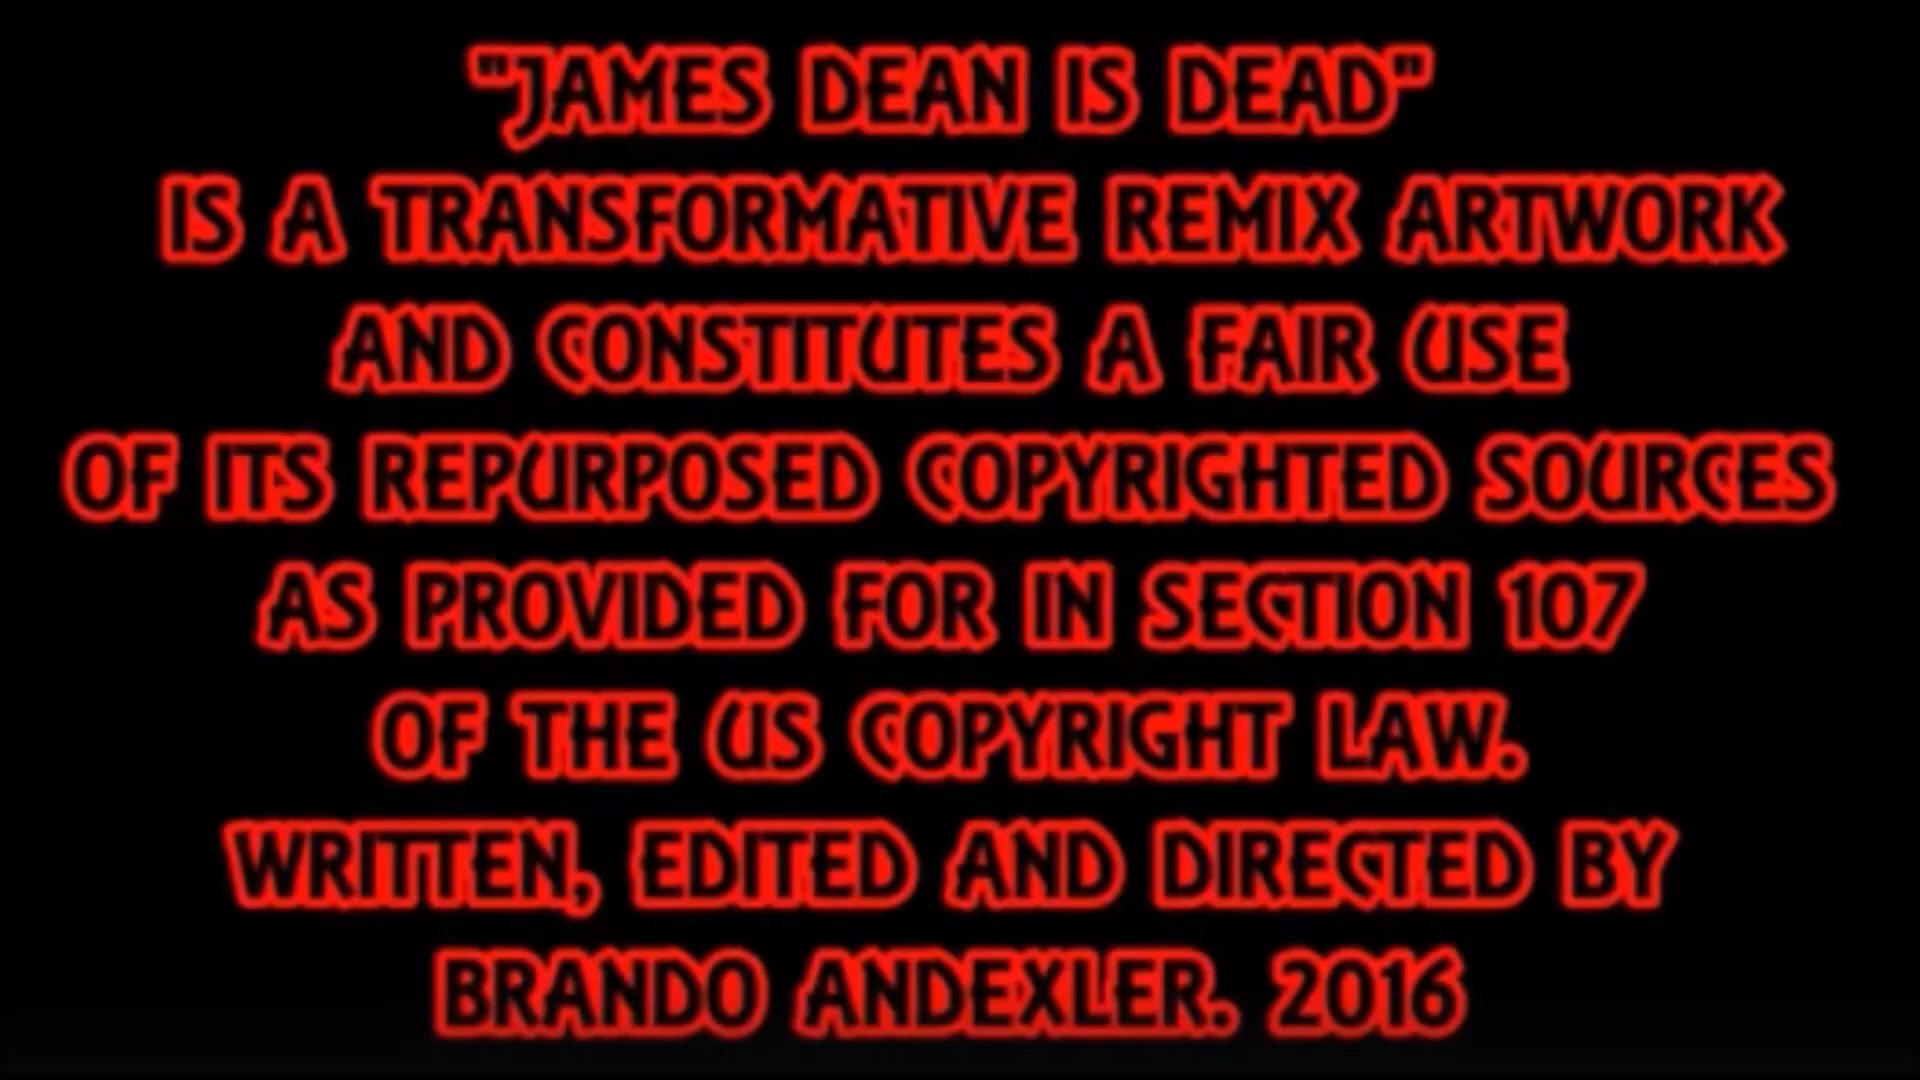 "JAMES DEAN IS DEAD"
IS A TRANSFORMATIVE REMIX ARTWORK
AND CONSTITUTES A FAIR USE
OF ITS REPURPOSED COPYRIGHTED SOURCES
AS PROVIDED FOR IN SECTION 107
OF THE US COPYRIGHT LAW.
WRITTEN, EDITED AND DIRECTED BY
BRANDO ANDEXLER. 2016